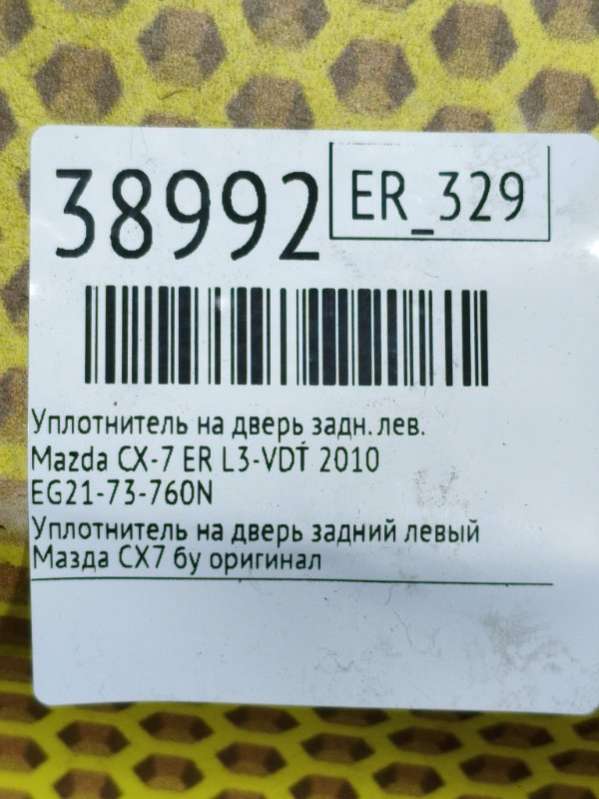 38992
ER_329
Уплотнитель на дверь задн. лев.
Mazda CX-7 ER L3-VDT 2010
EG21-73-760N
Уплотнитель на дверь задний левый
Мазда СХ7 бу оригинал